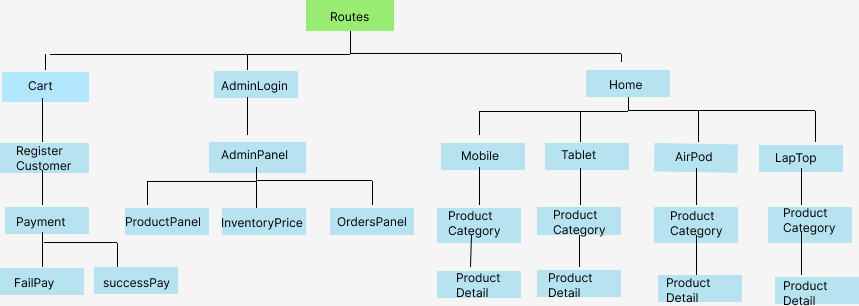 Routes
Cart
AdminLogin
Home
Register
Customer
AdminPanel
Mobile
Tablet
AirPod
LapTop
Payment
ProductPanel
InventoryPrice
OrdersPanel
Product
Category
Product
Category
Product
Category
Product
Category
FailPay
successPay
Product
Detail
Product
Detail
Product
Detail
Product
Detail